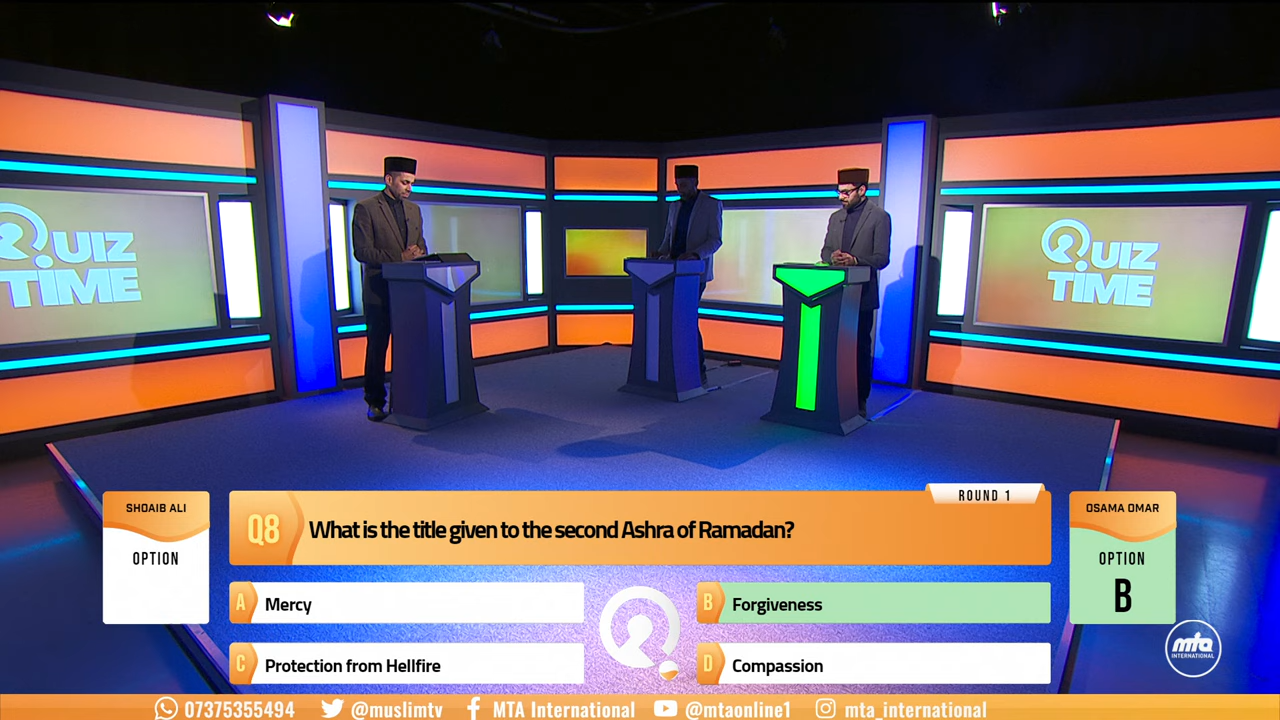 QUIZ
TiME
QUIZ
TiME
ROUND 1
SHOAIB ALI
OPTION
Q8
What is the title given to the second Ashra of Ramadan?
OSAMA OMAR
OPTION
B
A
Mercy
B
Forgiveness
C
Protection from Hellfire
D
Compassion
mta
INTERNATIONAL
07375355494
@muslimtv
MTA International
@mtaonline1
mta_international